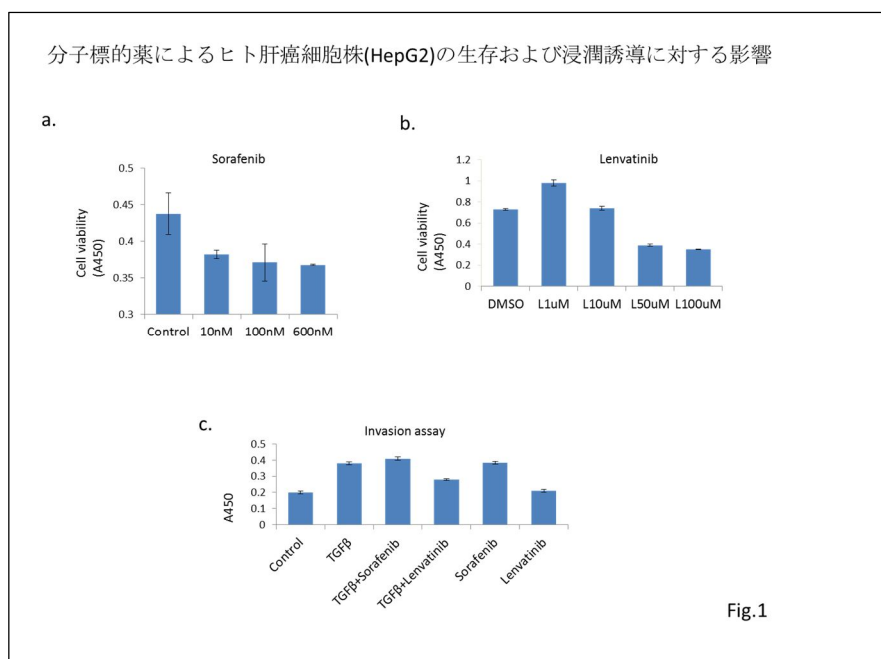 分子標的薬によるヒト肝癌細胞株(HepG2)の生存および浸潤誘導に対する影響
a.
Sorafenib
Cell viability
(A450)
0.5
0.45
0.4
0.35
0.3
Control 10nM 100nM 600nM
b.
Lenvatinib
Cell viability
(A450)
1.2
1
0.8
0.6
0.4
0.2
0
DMSO L1uM L10uM L50uM L100uM
c.
Invasion assay
A450
0.5
0.4
0.3
0.2
0.1
0
Control
TGFβ
TGFβ+Sorafenib
TGFβ+Lenvatinib
Sorafenib
Lenvatinib
Fig.1